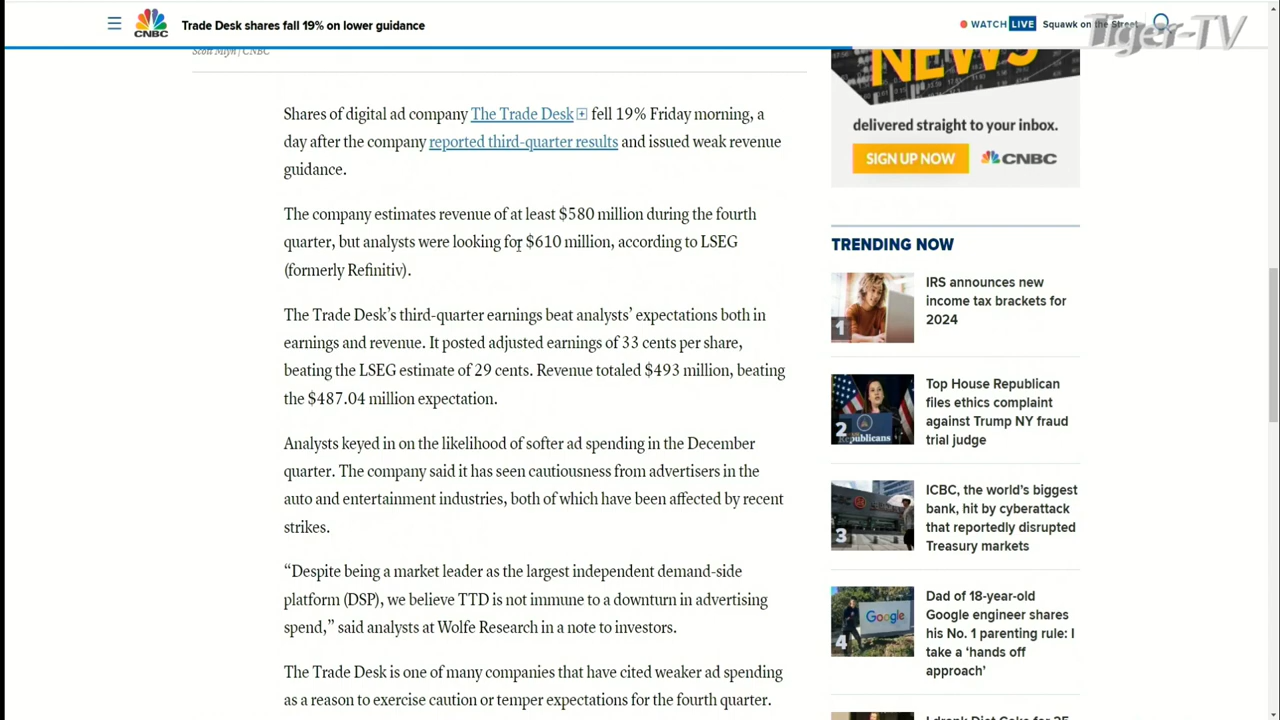 Trade Desk shares fall 19% on lower guidance
WATCH LIVE Squawk on the Street
Tiger-TV
CNBC
Scott Mlyn | CNBC
Shares of digital ad company The Trade Desk fell 19% Friday morning, a
day after the company reported third-quarter results and issued weak revenue
guidance.
The company estimates revenue of at least $580 million during the fourth
quarter, but analysts were looking for $610 million, according to LSEG
(formerly Refinitiv).
The Trade Desk’s third-quarter earnings beat analysts’ expectations both in
earnings and revenue. It posted adjusted earnings of 33 cents per share,
beating the LSEG estimate of 29 cents. Revenue totaled $493 million, beating
the $487.04 million expectation.
Analysts keyed in on the likelihood of softer ad spending in the December
quarter. The company said it has seen cautiousness from advertisers in the
auto and entertainment industries, both of which have been affected by recent
strikes.
“Despite being a market leader as the largest independent demand-side
platform (DSP), we believe TTD is not immune to a downturn in advertising
spend,” said analysts at Wolfe Research in a note to investors.
The Trade Desk is one of many companies that have cited weaker ad spending
as a reason to exercise caution or temper expectations for the fourth quarter.
NEWS
delivered straight to your inbox.
SIGN UP NOW
CNBC
TRENDING NOW
1
IRS announces new
income tax brackets for
2024
2
Republicans
Top House Republican
files ethics complaint
against Trump NY fraud
trial judge
3
ICBC, the world’s biggest
bank, hit by cyberattack
that reportedly disrupted
Treasury markets
4
Google
Dad of 18-year-old
Google engineer shares
his No. 1 parenting rule: I
take a ‘hands off
approach’